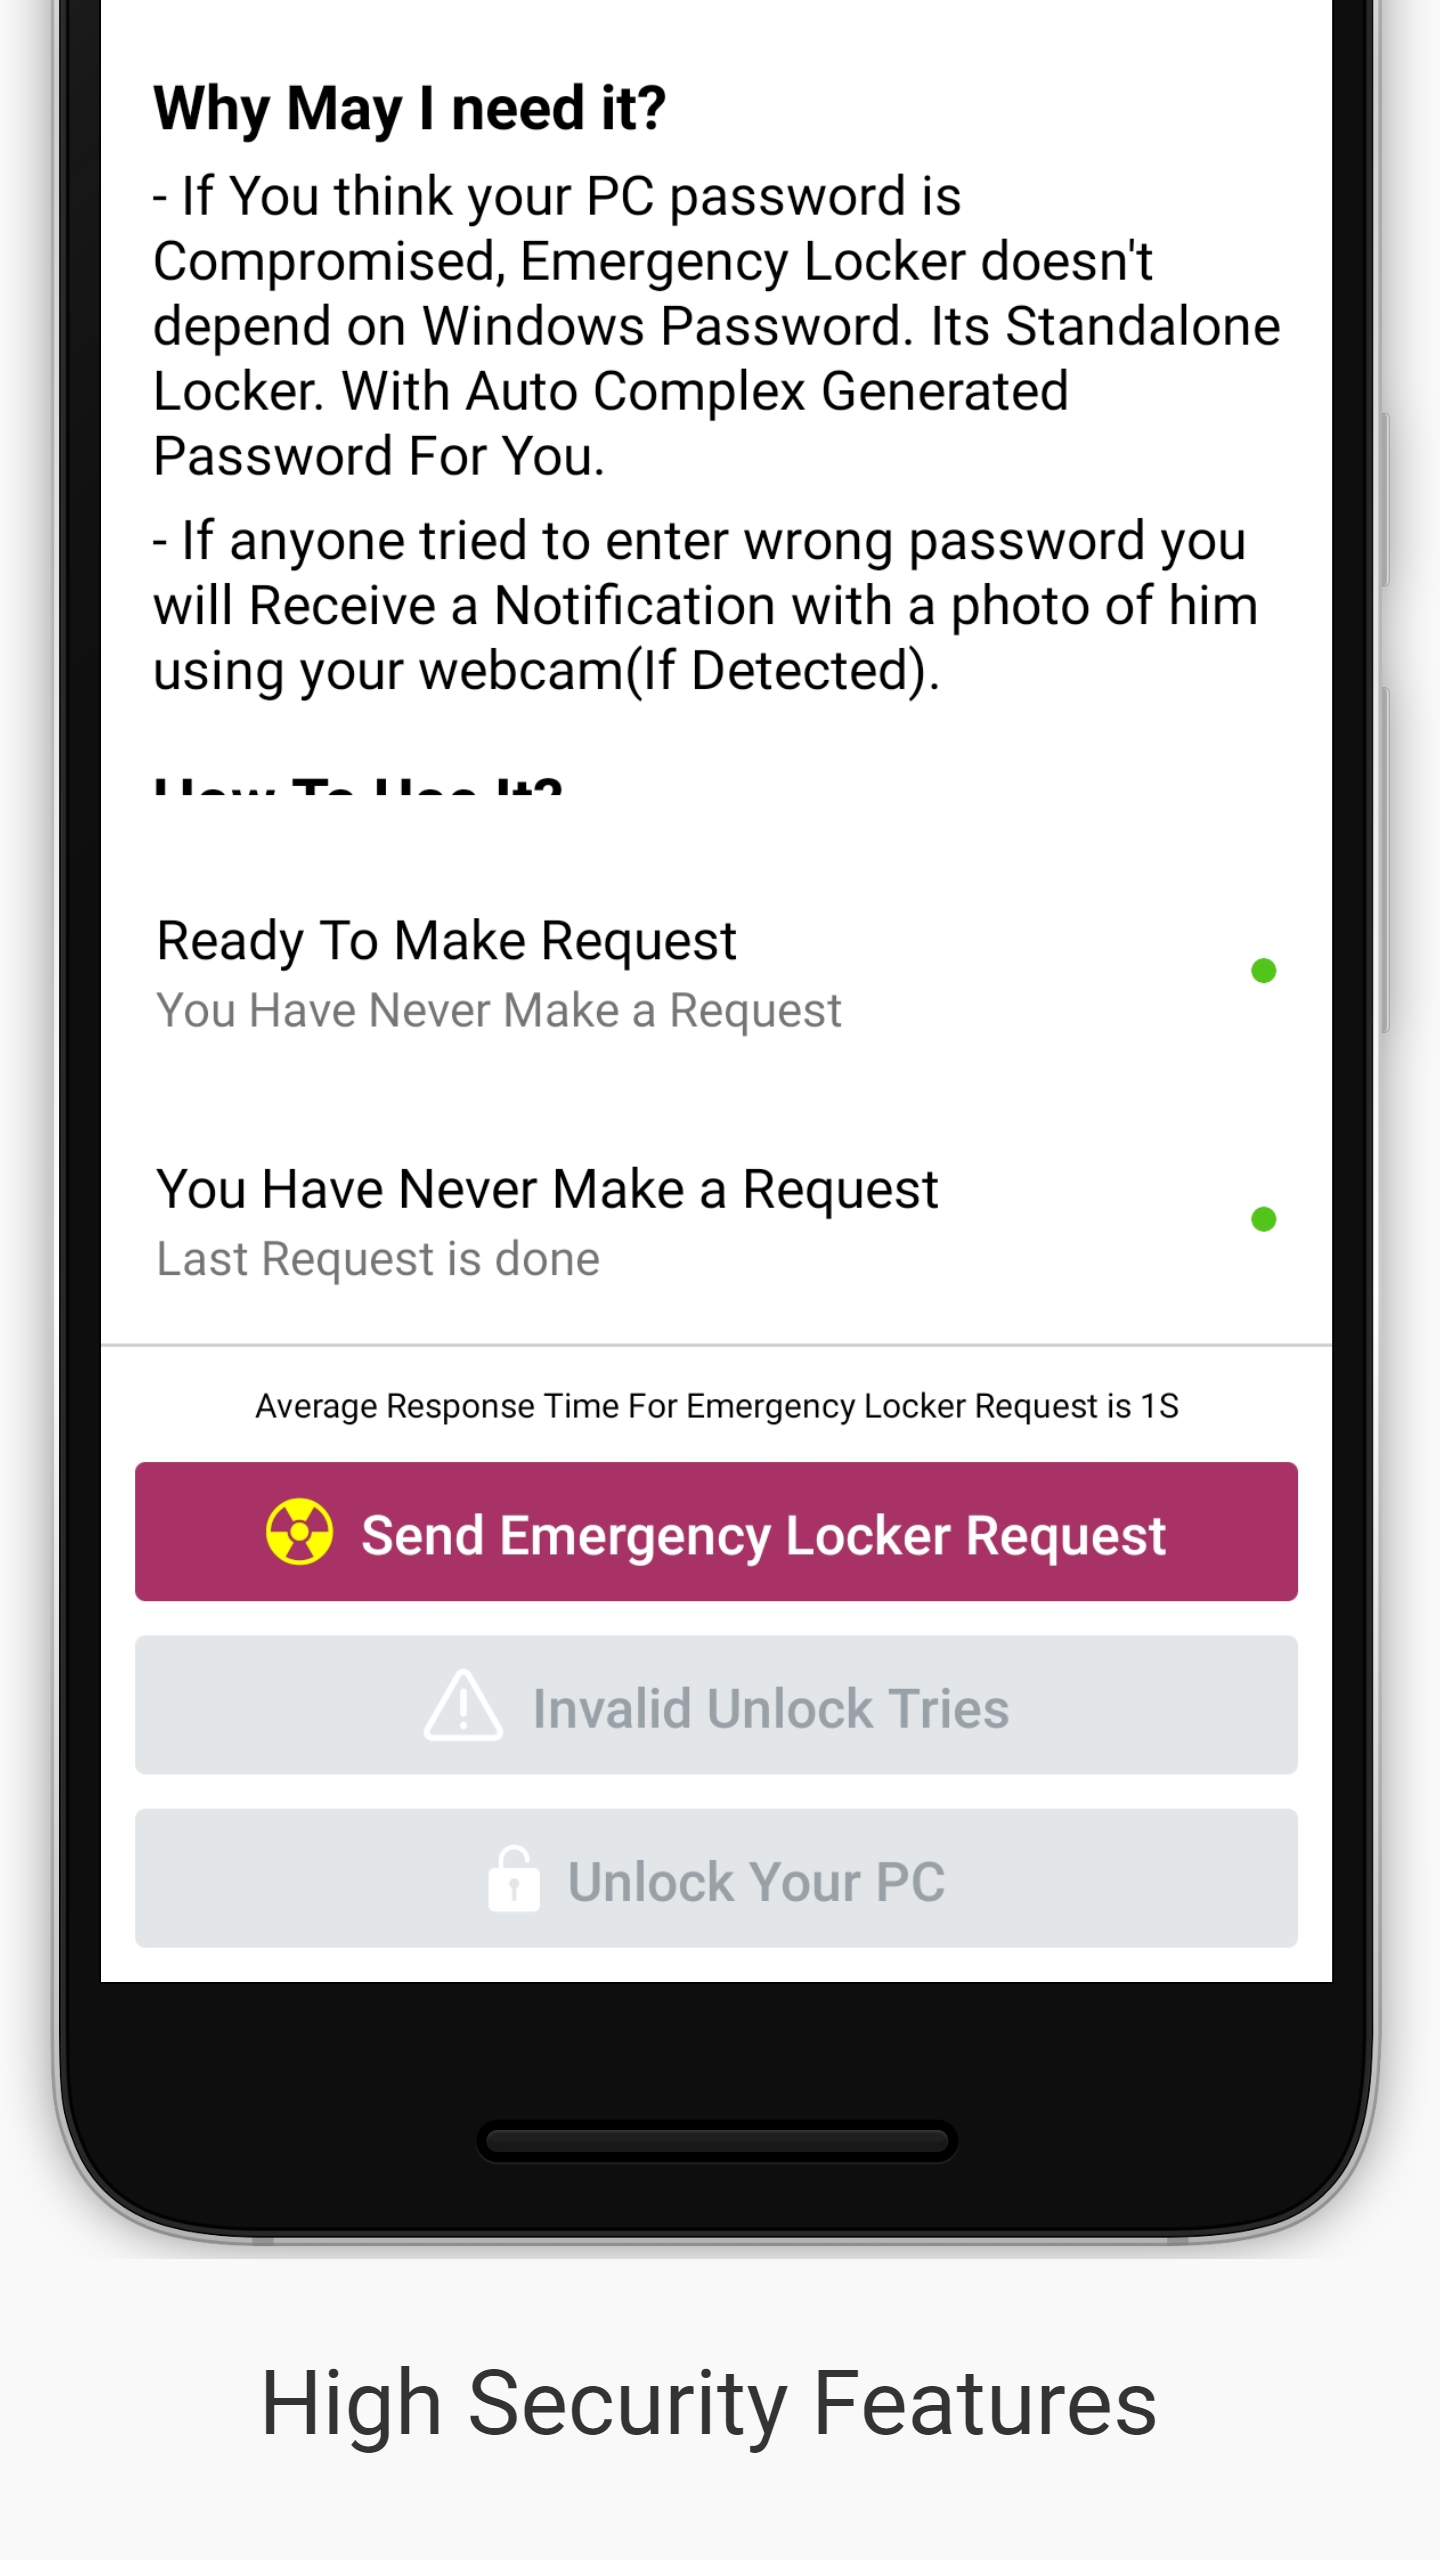 Why May I need it?
- If You think your PC password is
Compromised, Emergency Locker doesn't
depend on Windows Password. Its Standalone
Locker. With Auto Complex Generated
Password For You.
- If anyone tried to enter wrong password you
will Receive a Notification with a photo of him
using your webcam(If Detected).
How To Use It?
Ready To Make Request
You Have Never Make a Request
You Have Never Make a Request
Last Request is done
Average Response Time For Emergency Locker Request is 1S
Send Emergency Locker Request
Invalid Unlock Tries
Unlock Your PC
High Security Features